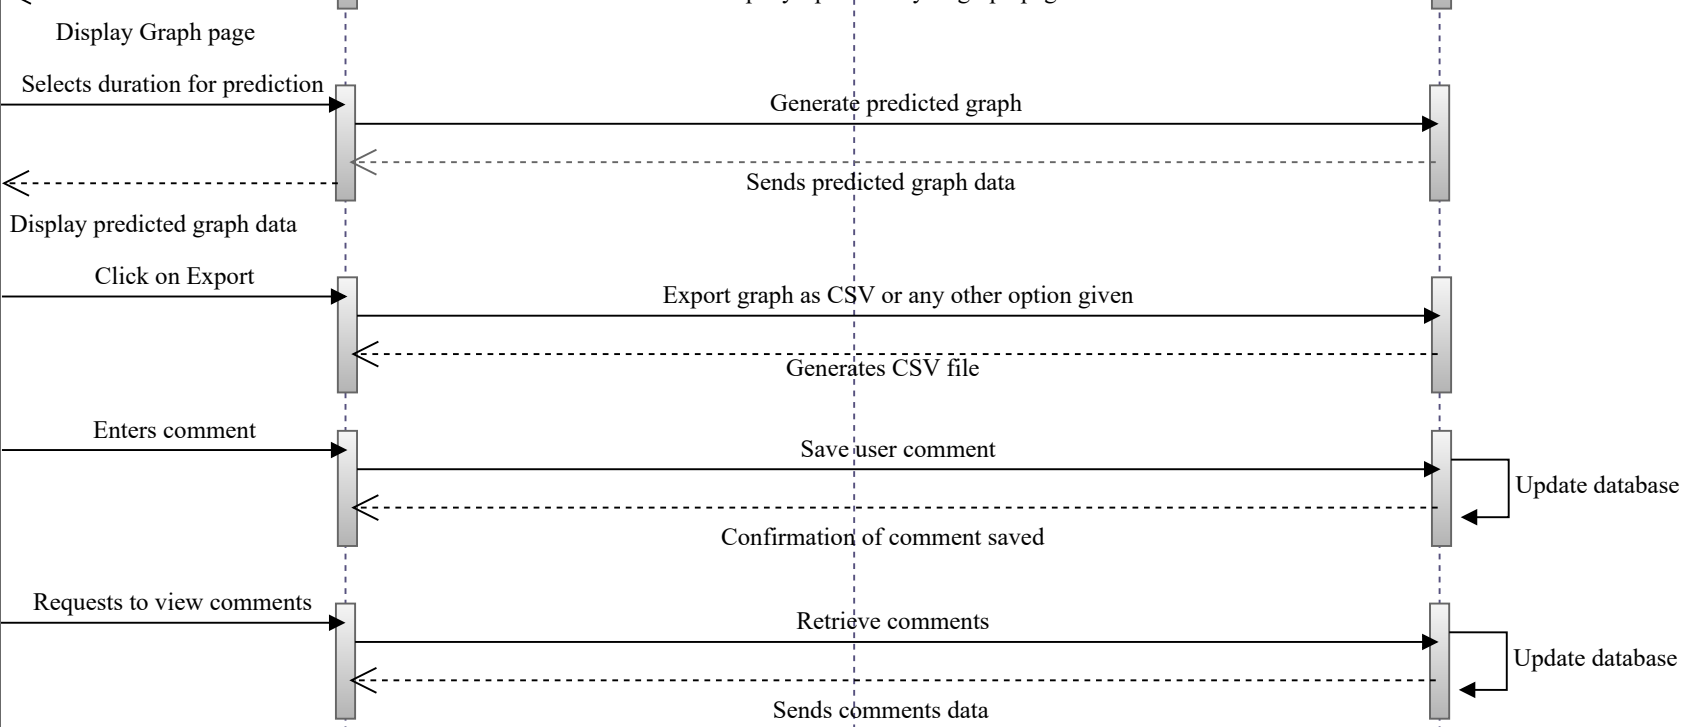 Display Graph page
Selects duration for prediction
Generate predicted graph
Sends predicted graph data
Display predicted graph data
Click on Export
Export graph as CSV or any other option given
Generates CSV file
Enters comment
Save user comment
Update database
Confirmation of comment saved
Requests to view comments
Retrieve comments
Update database
Sends comments data